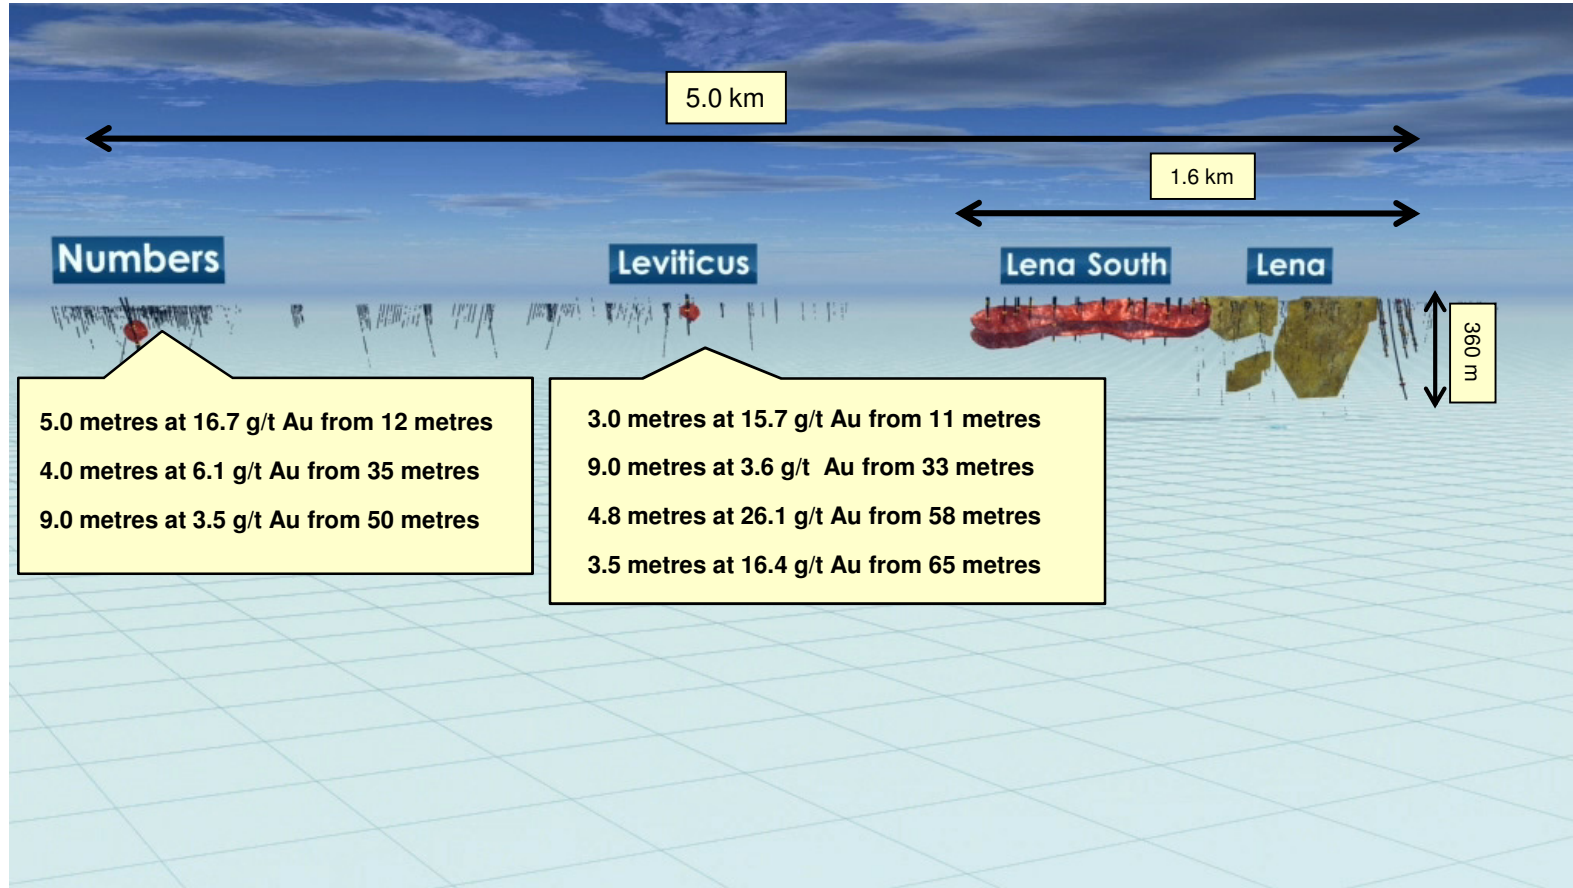 5.0 km
1.6 km
Numbers
Leviticus
Lena South
Lena
360 m
5.0 metres at 16.7 g/t Au from 12 metres
4.0 metres at 6.1 g/t Au from 35 metres
9.0 metres at 3.5 g/t Au from 50 metres
3.0 metres at 15.7 g/t Au from 11 metres
9.0 metres at 3.6 g/t  Au from 33 metres
4.8 metres at 26.1 g/t Au from 58 metres
3.5 metres at 16.4 g/t Au from 65 metres